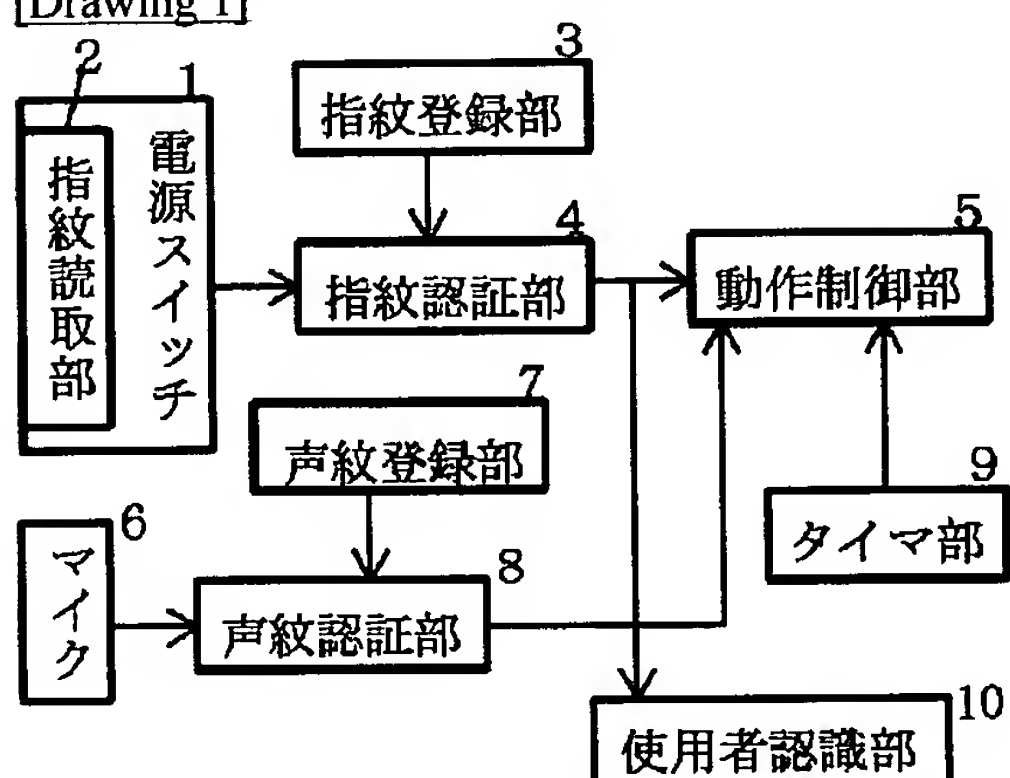 [Drawing 1]
2
1
3
指紋登録部
指紋読取部
電源スイッチ
4
指紋認証部
5
動作制御部
7
声紋登録部
6
マイク
8
声紋認証部
9
タイマ部
10
使用者認識部